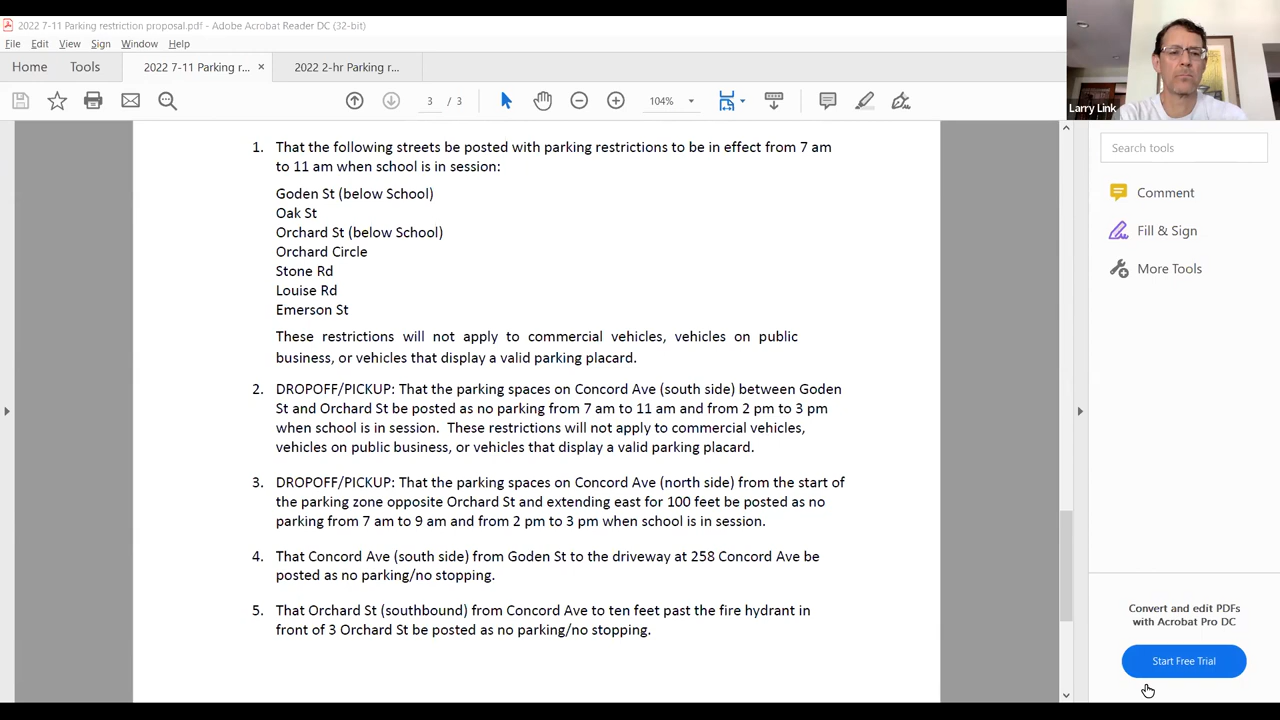 2022 7-11 Parking restriction proposal.pdf - Adobe Acrobat Reader DC (32-bit)
File Edit View Sign Window Help
Home Tools 2022 7-11 Parking r... × 2022 2-hr Parking r...
3 / 3 104%
Larry Link
Search tools
Comment
Fill & Sign
More Tools
1. That the following streets be posted with parking restrictions to be in effect from 7 am
to 11 am when school is in session:
Goden St (below School)
Oak St
Orchard St (below School)
Orchard Circle
Stone Rd
Louise Rd
Emerson St
These restrictions will not apply to commercial vehicles, vehicles on public
business, or vehicles that display a valid parking placard.
2. DROPOFF/PICKUP: That the parking spaces on Concord Ave (south side) between Goden
St and Orchard St be posted as no parking from 7 am to 11 am and from 2 pm to 3 pm
when school is in session. These restrictions will not apply to commercial vehicles,
vehicles on public business, or vehicles that display a valid parking placard.
3. DROPOFF/PICKUP: That the parking spaces on Concord Ave (north side) from the start of
the parking zone opposite Orchard St and extending east for 100 feet be posted as no
parking from 7 am to 9 am and from 2 pm to 3 pm when school is in session.
4. That Concord Ave (south side) from Goden St to the driveway at 258 Concord Ave be
posted as no parking/no stopping.
5. That Orchard St (southbound) from Concord Ave to ten feet past the fire hydrant in
front of 3 Orchard St be posted as no parking/no stopping.
Convert and edit PDFs
with Acrobat Pro DC
Start Free Trial